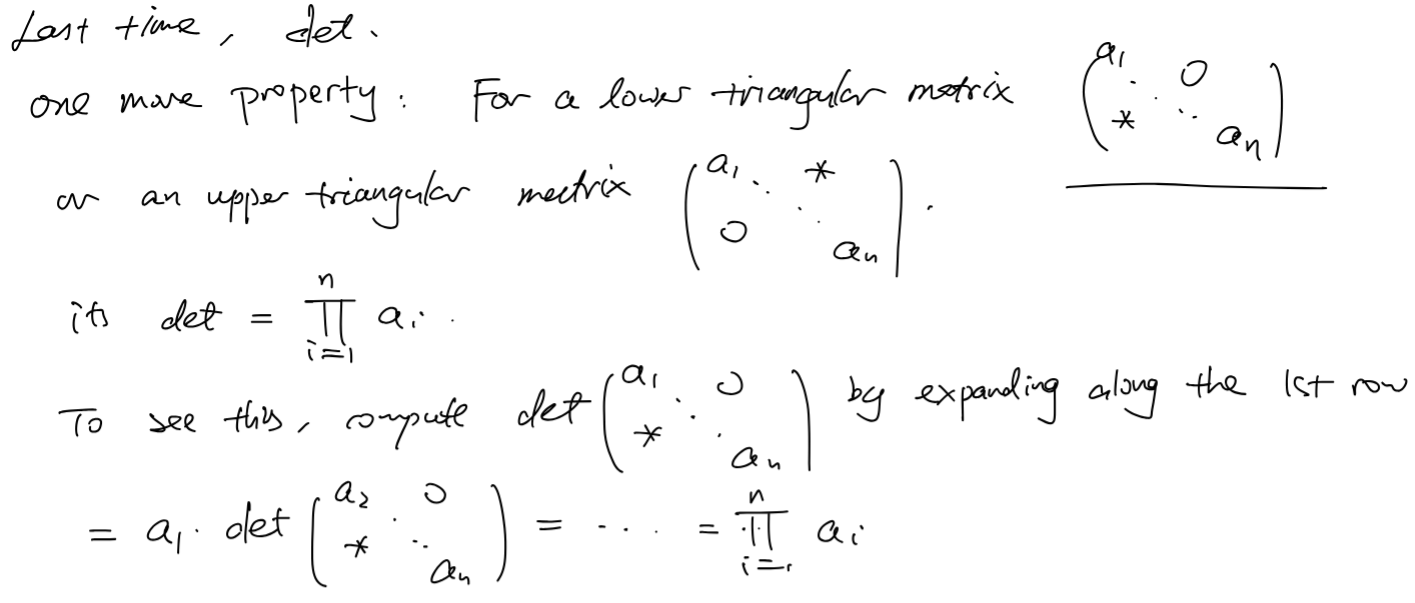 Last time, det.
one more property: For a lower triangular matrix $\begin{pmatrix} a_1 & & 0 \\ & \ddots & \\ * & & a_n \end{pmatrix}$
or an upper triangular matrix $\begin{pmatrix} a_1 & & * \\ & \ddots & \\ 0 & & a_n \end{pmatrix}$.
its det = $\prod_{i=1}^{n} a_i$.
To see this, compute det $\begin{pmatrix} a_1 & & 0 \\ & \ddots & \\ * & & a_n \end{pmatrix}$ by expanding along the 1st row
= $a_1 \cdot$ det $\begin{pmatrix} a_2 & & 0 \\ & \ddots & \\ * & & a_n \end{pmatrix}$ = $\cdots$ = $\prod_{i=1}^{n} a_i$